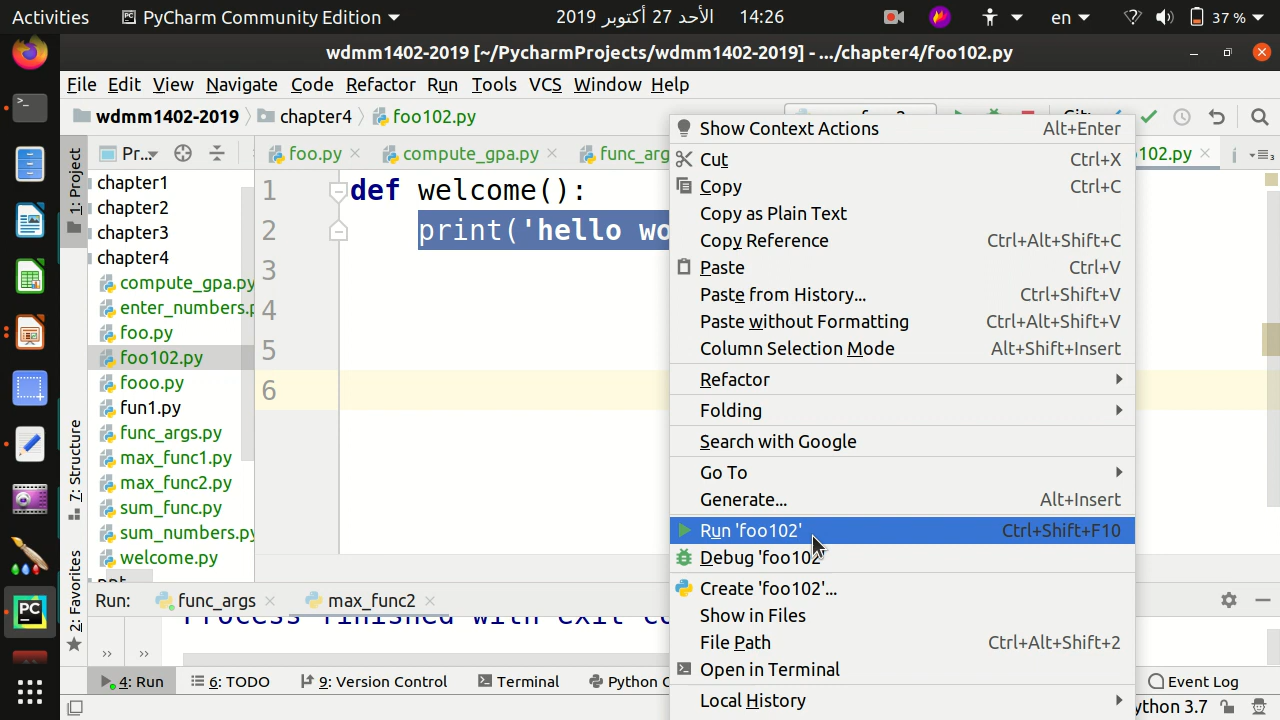 Activities PyCharm Community Edition الأحد 27 أكتوبر 2019 14:26 en 37 %
wdmm1402-2019 [~/PycharmProjects/wdmm1402-2019] - .../chapter4/foo102.py
File Edit View Navigate Code Refactor Run Tools VCS Window Help
wdmm1402-2019 chapter4 foo102.py
Pr... foo.py compute_gpa.py func_arg 102.py
1: Project
7: Structure
2: Favorites
chapter1
chapter2
chapter3
chapter4
compute_gpa.py
enter_numbers.p
foo.py
foo102.py
fooo.py
fun1.py
func_args.py
max_func1.py
max_func2.py
sum_func.py
sum_numbers.py
welcome.py
1 def welcome():
2 print('hello wo
3
4
5
6
Show Context Actions Alt+Enter
Cut Ctrl+X
Copy Ctrl+C
Copy as Plain Text
Copy Reference Ctrl+Alt+Shift+C
Paste Ctrl+V
Paste from History... Ctrl+Shift+V
Paste without Formatting Ctrl+Alt+Shift+V
Column Selection Mode Alt+Shift+Insert
Refactor
Folding
Search with Google
Go To
Generate... Alt+Insert
Run 'foo102' Ctrl+Shift+F10
Debug 'foo102'
Create 'foo102'...
Show in Files
File Path Ctrl+Alt+Shift+2
Open in Terminal
Local History
Run: func_args max_func2
Process finished with exit co
4: Run 6: TODO 9: Version Control Terminal Python C Event Log
ython 3.7